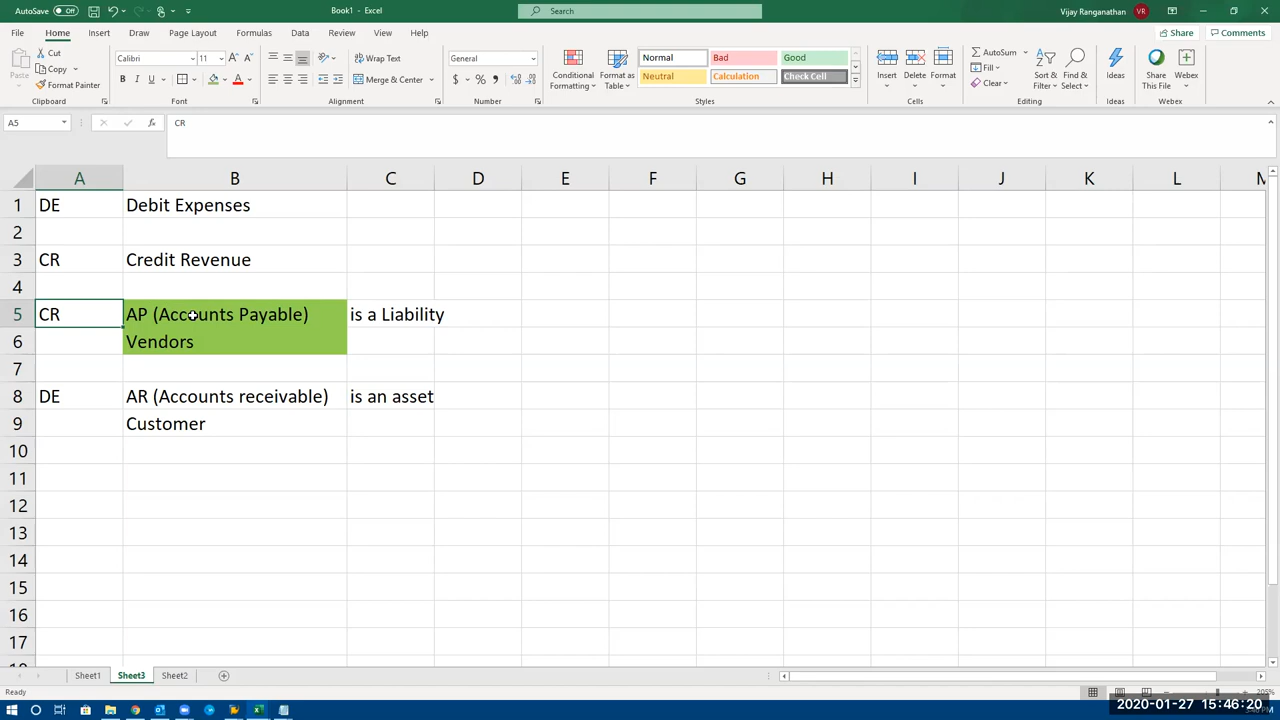 AutoSave Off
Book1 - Excel
Search
Vijay Ranganathan VR
File Home Insert Draw Page Layout Formulas Data Review View Help Share Comments
Paste
Cut
Copy
Format Painter
Clipboard
Calibri 11
B I U
Font
Wrap Text
Merge & Center
Alignment
General
$ % ,
Number
Conditional Formatting
Format as Table
Normal Bad Good
Neutral Calculation Check Cell
Styles
Insert Delete Format
Cells
AutoSum
Fill
Clear
Sort & Filter
Find & Select
Editing
Ideas
Ideas
Share This File
Webex
Webex
A5 fx CR
A B C D E F G H I J K L M
1 DE Debit Expenses
2
3 CR Credit Revenue
4
5 CR AP (Accounts Payable) is a Liability
6 Vendors
7
8 DE AR (Accounts receivable) is an asset
9 Customer
10
11
12
13
14
15
16
17
Sheet1 Sheet3 Sheet2
Ready
205%
2020-01-27 15:46:20